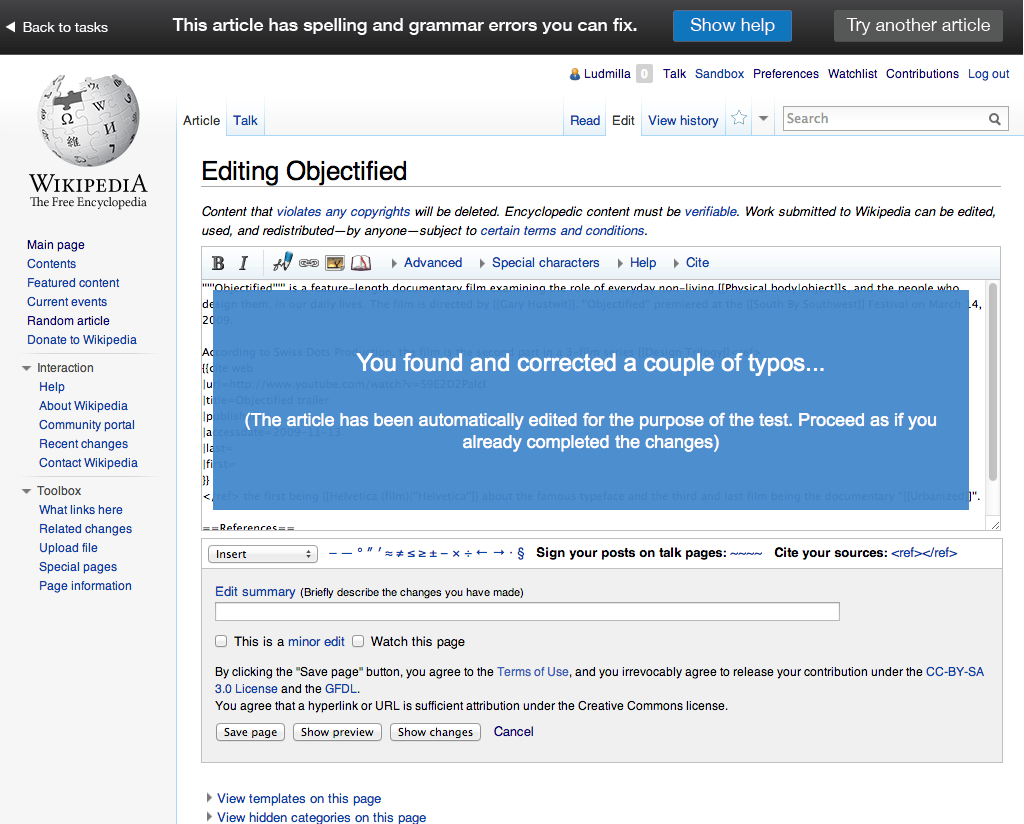 Back to tasks
This article has spelling and grammar errors you can fix.
Show help
Try another article
Ludmilla 0 Talk Sandbox Preferences Watchlist Contributions Log out
Article Talk Read Edit View history Search
WIKIPEDIA
The Free Encyclopedia
Main page
Contents
Featured content
Current events
Random article
Donate to Wikipedia
Interaction
Help
About Wikipedia
Community portal
Recent changes
Contact Wikipedia
Toolbox
What links here
Related changes
Upload file
Special pages
Page information
Editing Objectified
Content that violates any copyrights will be deleted. Encyclopedic content must be verifiable. Work submitted to Wikipedia can be edited,
used, and redistributed—by anyone—subject to certain terms and conditions.
B I Advanced Special characters Help Cite
"""Objectified""" is a feature-length documentary film examining the role of everyday non-living [[Physical body|object]]s, and the people who
design them, in our daily lives. The film is directed by [[Gary Hustwit]]. "Objectified" premiered at the [[South By Southwest]] Festival on March 14,
2009.
According to Swiss Dots Production, the film is the second part in a 3-film series
{{cite web
|url=http://www.youtube.com/watch?v=
|title=Objectified trailer
|accessdate=2009-11-13
|last=
|first=
}}
</ref> the first being [[Helvetica (film)|"Helvetica"]] about the famous typeface and the third and last film being the documentary "[[Urbanized]]".
==References==
You found and corrected a couple of typos...
(The article has been automatically edited for the purpose of the test. Proceed as if you
already completed the changes)
Insert – — ° ″ ′ ≈ ≠ ≤ ≥ ± − × ÷ ← → · § Sign your posts on talk pages: ~~~~ Cite your sources: <ref></ref>
Edit summary (Briefly describe the changes you have made)
This is a minor edit Watch this page
By clicking the "Save page" button, you agree to the Terms of Use, and you irrevocably agree to release your contribution under the CC-BY-SA
3.0 License and the GFDL.
You agree that a hyperlink or URL is sufficient attribution under the Creative Commons license.
Save page Show preview Show changes Cancel
View templates on this page
View hidden categories on this page